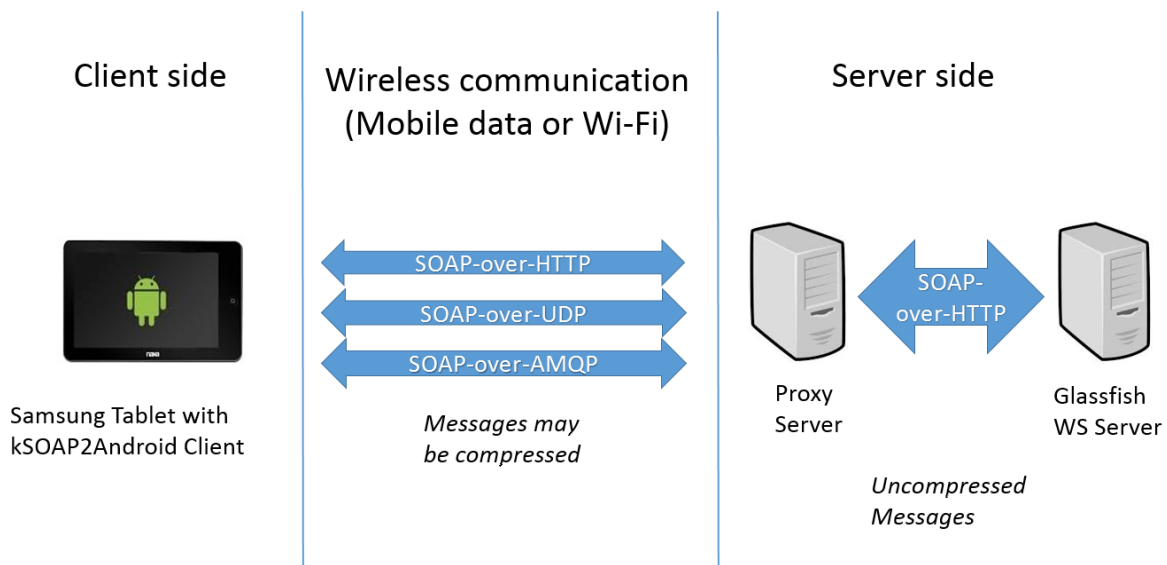 Client side
Wireless communication
(Mobile data or Wi-Fi)
Server side
SOAP-over-HTTP
SOAP-over-UDP
SOAP-over-AMQP
SOAP-
over-HTTP
Samsung Tablet with
kSOAP2Android Client
Messages may
be compressed
Proxy
Server
Glassfish
WS Server
Uncompressed
Messages